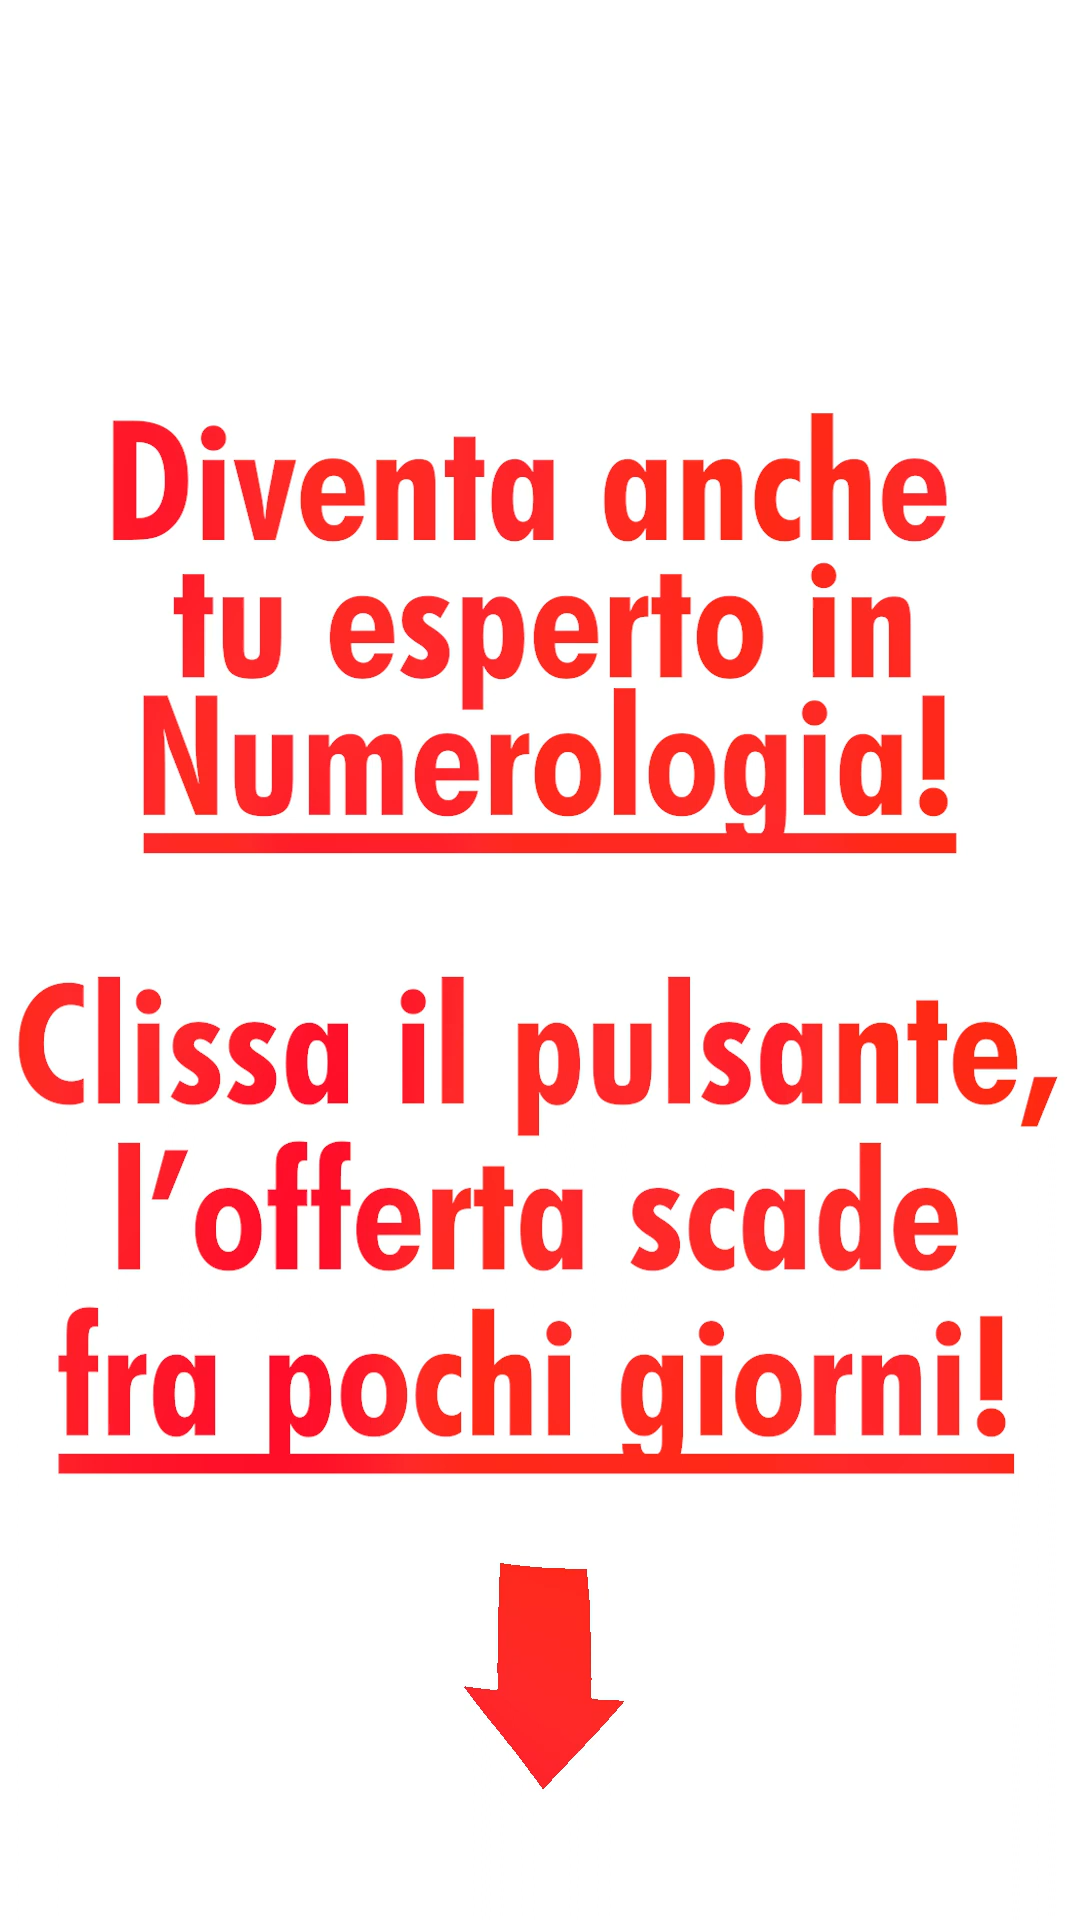 Diventa anche
tu esperto in
Numerologia!
Clissa il pulsante,
l’offerta scade
fra pochi giorni!